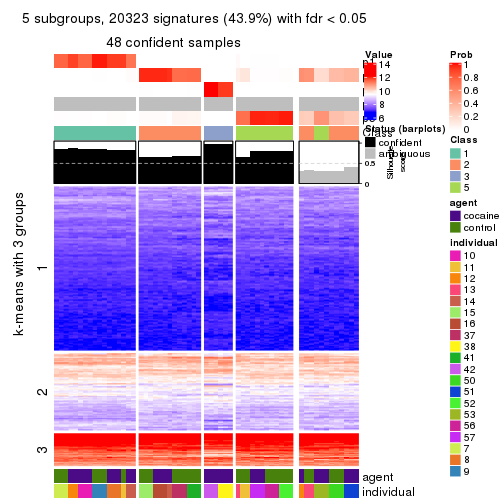 5 subgroups, 20323 signatures (43.9%) with fdr < 0.05
48 confident samples
k-means with 3 groups
1
2
3
p1
Class
1
0.5
0
Silhouette
score
agent
individual
Value
14
12
10
8
6
Status (barplots)
confident
ambiguous
Prob
1
0.8
0.6
0.4
0.2
0
Class
1
2
3
5
agent
cocaine
control
individual
10
11
12
13
14
15
16
37
38
41
42
50
51
52
53
56
57
7
8
9